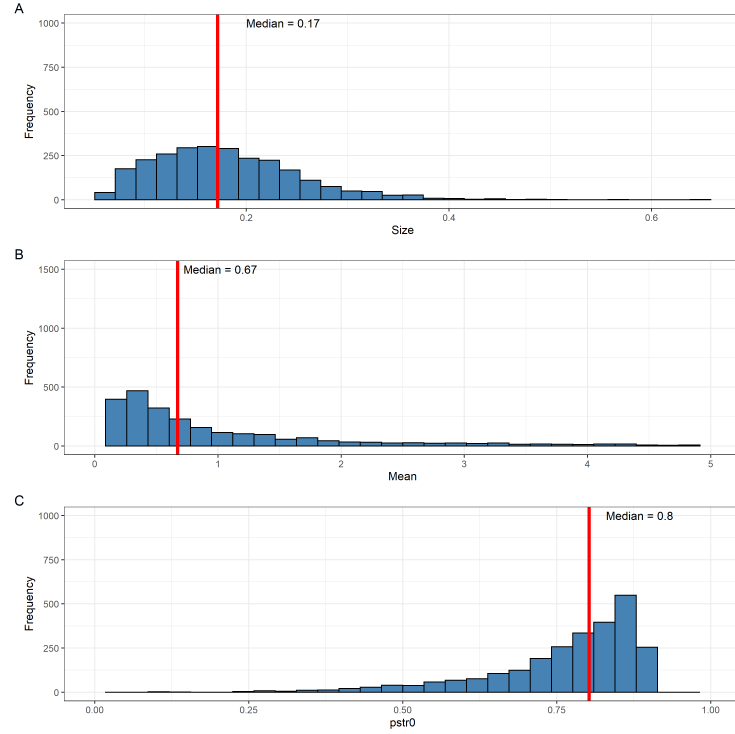 A
Median = 0.17
1000
750
500
250
0
Frequency
0.2
0.4
0.6
Size
B
Median = 0.67
1500
1000
500
0
Frequency
0
1
2
3
4
5
Mean
C
Median = 0.8
1000
750
500
250
0
Frequency
0.00
0.25
0.50
0.75
1.00
pstr0